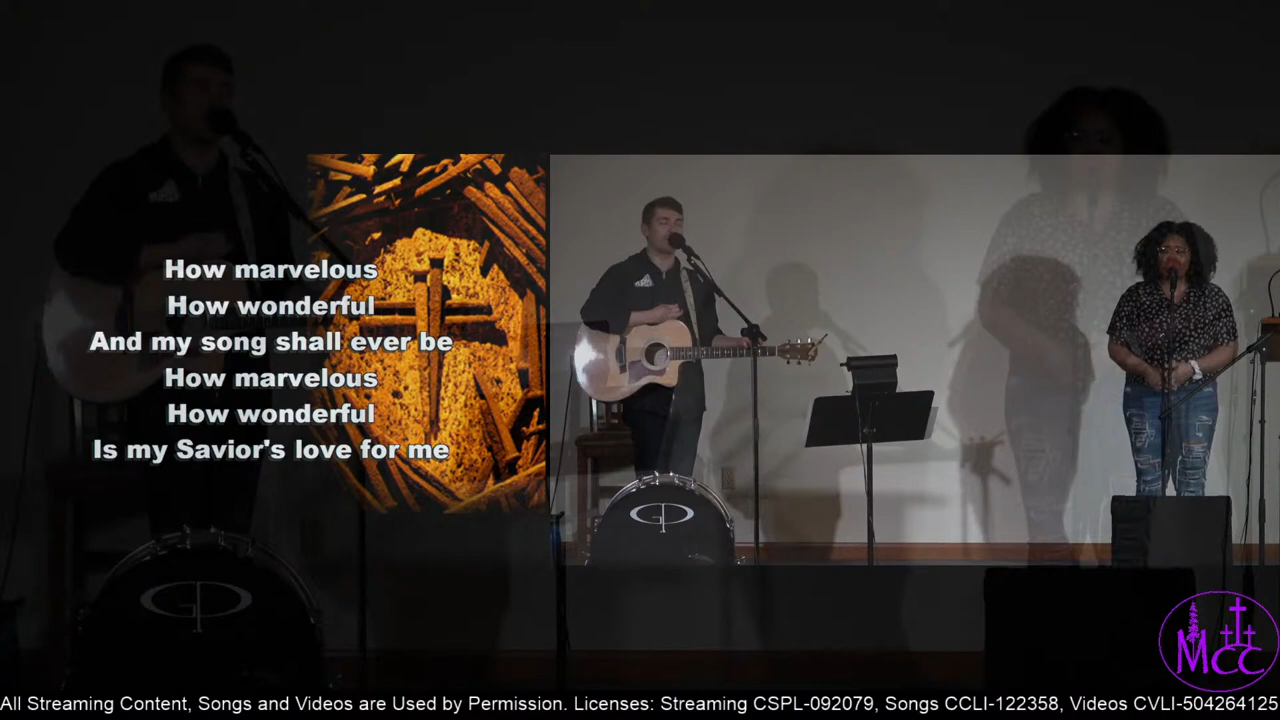 How marvelous
How wonderful
And my song shall ever be
How marvelous
How wonderful
Is my Savior's love for me
GP
MCC
All Streaming Content, Songs and Videos are Used by Permission. Licenses: Streaming CSPL-092079, Songs CCLI-122358, Videos CVLI-504264125